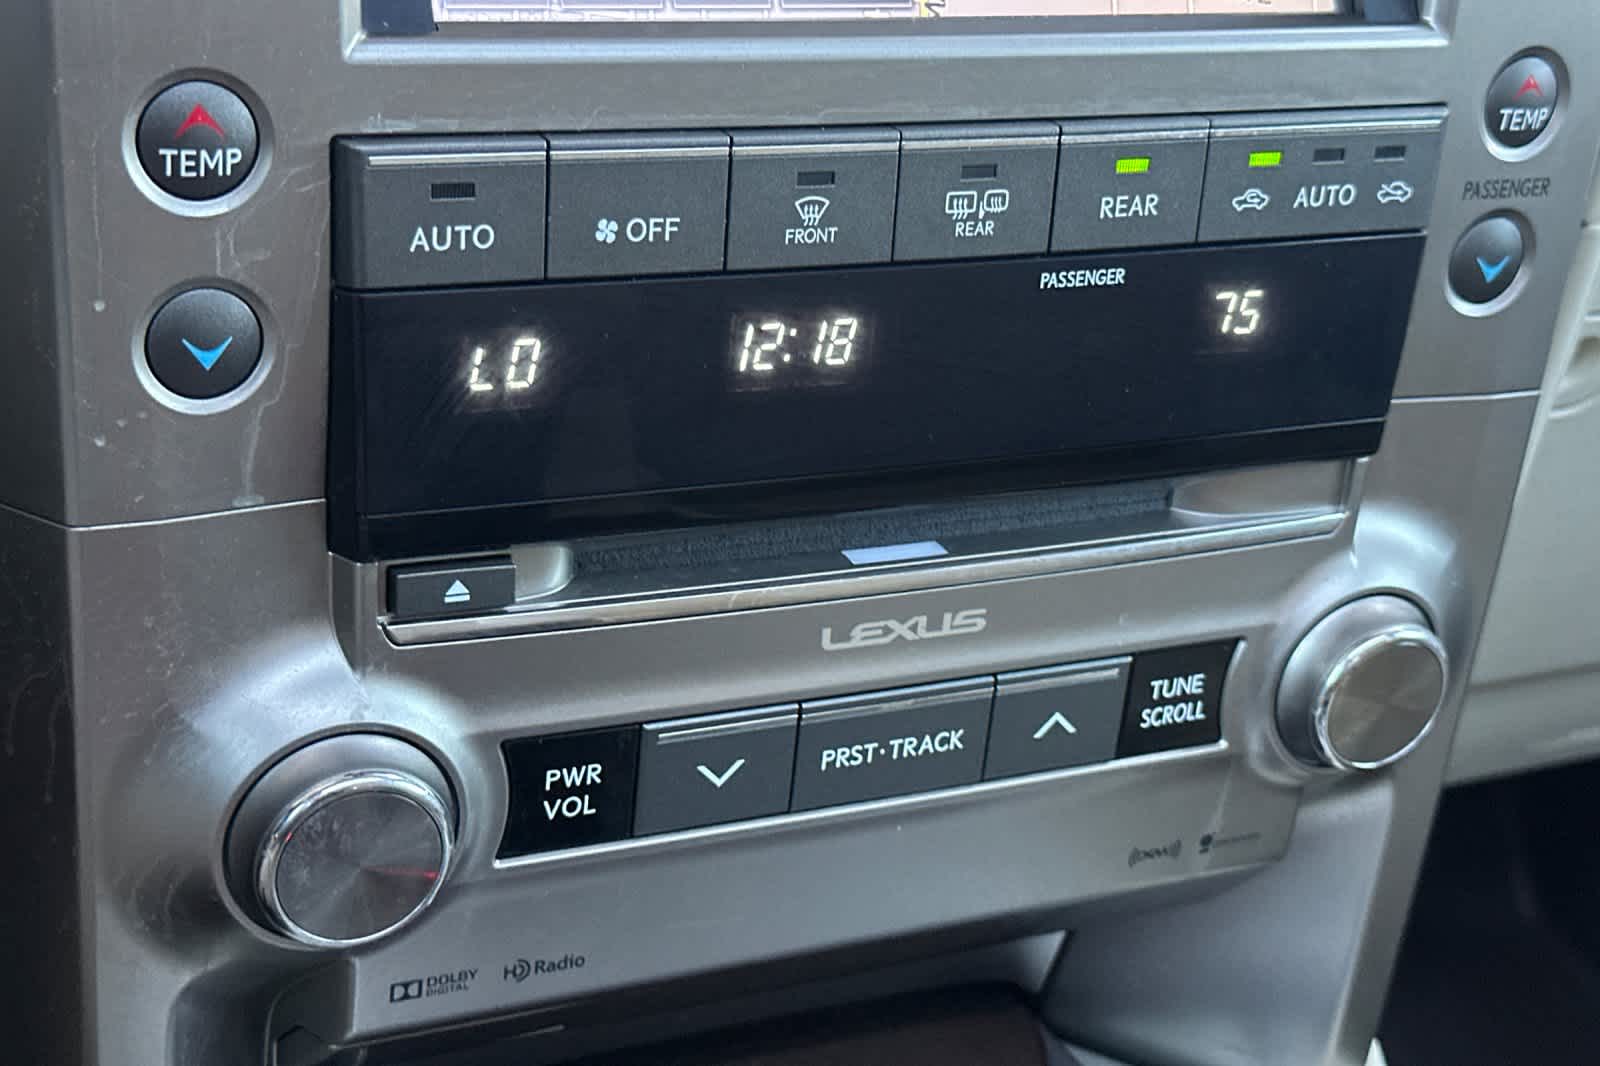 TEMP
TEMP
PASSENGER
AUTO
OFF
FRONT
REAR
REAR
AUTO
PASSENGER
LO
12:18
75
LEXUS
PWR
VOL
PRST·TRACK
TUNE
SCROLL
DOLBY
DIGITAL
HD Radio